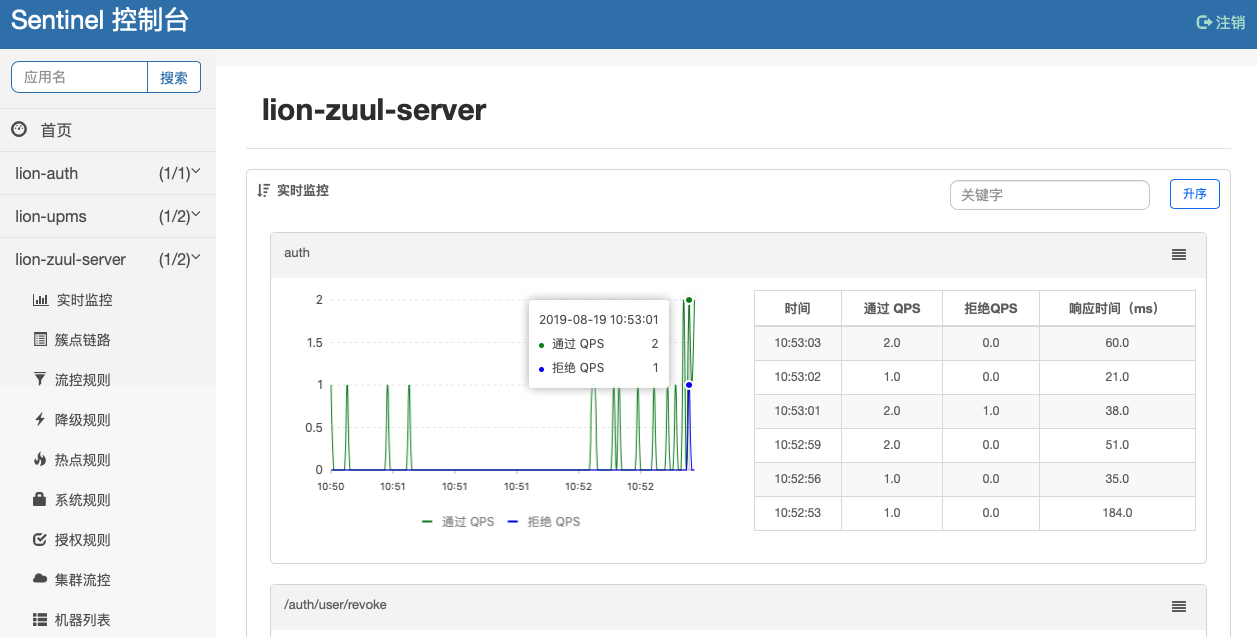 Sentinel 控制台
注销
应用名
搜索
首页
lion-auth (1/1)
lion-upms (1/2)
lion-zuul-server (1/2)
实时监控
簇点链路
流控规则
降级规则
热点规则
系统规则
授权规则
集群流控
机器列表
lion-zuul-server
实时监控
关键字
升序
auth
2
1.5
1
0.5
0
10:50 10:51 10:51 10:51 10:52 10:52
2019-08-19 10:53:01
通过 QPS 2
拒绝 QPS 1
通过 QPS 拒绝 QPS
时间 通过 QPS 拒绝QPS 响应时间（ms）
10:53:03 2.0 0.0 60.0
10:53:02 1.0 0.0 21.0
10:53:01 2.0 1.0 38.0
10:52:59 2.0 0.0 51.0
10:52:56 1.0 0.0 35.0
10:52:53 1.0 0.0 184.0
/auth/user/revoke